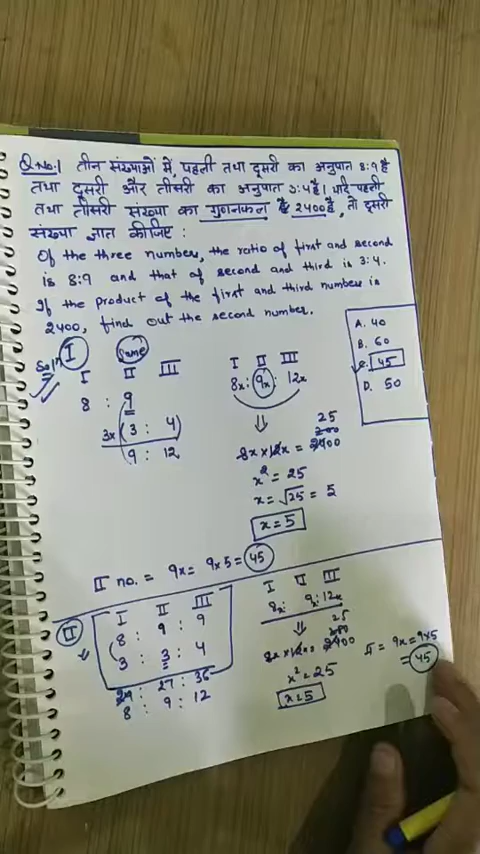 Q.No.1 तीन संख्याओं में, पहली तथा दूसरी का अनुपात 8:9 है
तथा दूसरी और तीसरी का अनुपात 3:4 है। यदि पहली
तथा तीसरी संख्या का गुणनफल है 2400 है, तो दूसरी
संख्या ज्ञात कीजिए :
Of the three numbers, the ratio of first and second
is 8:9 and that of second and third is 3:4.
If the product of the first and third numbers is
2400, find out the second number.
A. 40
B. 60
C. 45
D. 50
Solⁿ I
Same
I II III
8 : 9
3x (3 : 4)
9 : 12
I II III
8x : 9x : 12x
⇓
25
200
8x × 12x = 2400
x² = 25
x = √25 = 5
x = 5
II no. = 9x = 9x5 = 45
II
I II III
8 : 9 : 9
3 : 3 : 4
24 : 27 : 36
8 : 9 : 12
I II III
8x : 9x : 12x
⇓
25
200
8x × 12x = 2400
x² = 25
x = 5
II = 9x = 9x5
= 45